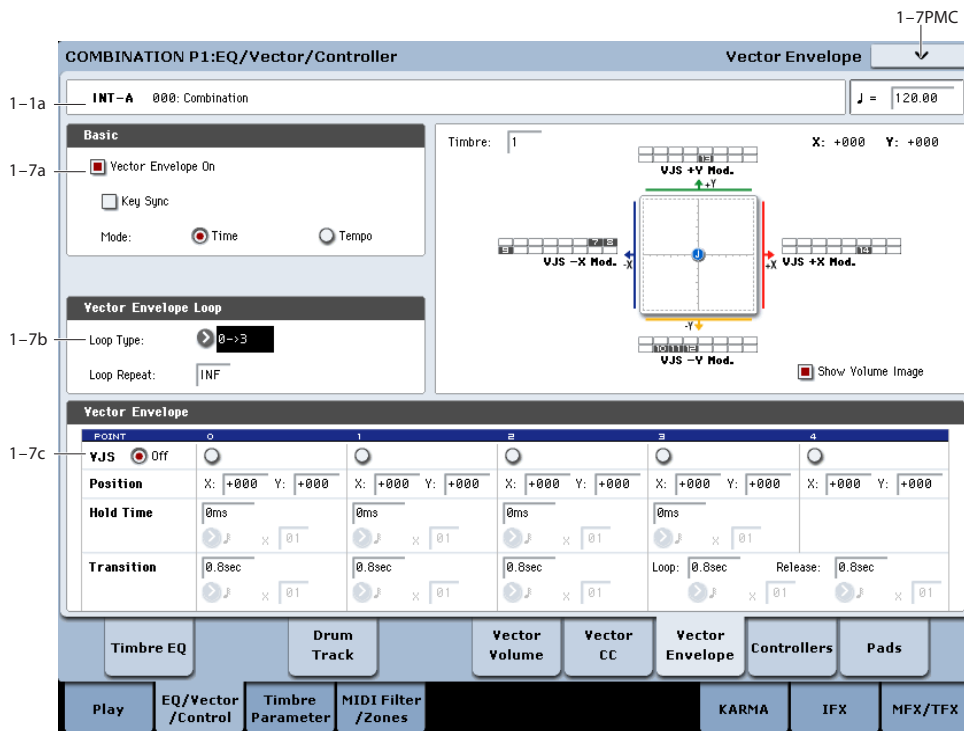 1–7PMC
COMBINATION P1:EQ/Vector/Controller
Vector Envelope
1–1a
INT-A 000: Combination
♩ = 120.00
Basic
1–7a
Vector Envelope On
Key Sync
Mode: Time Tempo
Timbre: 1
X: +000 Y: +000
13
VJS +Y Mod.
+Y
7 8
9
VJS -X Mod.
-X
J
+X
14
VJS +X Mod.
-Y
10 11 12
VJS -Y Mod.
Show Volume Image
Vector Envelope Loop
1–7b
Loop Type: 0->3
Loop Repeat: INF
Vector Envelope
POINT 0 1 2 3 4
1–7c
VJS Off
Position X: +000 Y: +000 X: +000 Y: +000 X: +000 Y: +000 X: +000 Y: +000 X: +000 Y: +000
Hold Time 0ms 0ms 0ms 0ms
♪ x 01 ♪ x 01 ♪ x 01 ♪ x 01
Transition 0.8sec 0.8sec 0.8sec Loop: 0.8sec Release: 0.8sec
♪ x 01 ♪ x 01 ♪ x 01 ♪ x 01 ♪ x 01
Timbre EQ
Drum Track
Vector Volume
Vector CC
Vector Envelope
Controllers
Pads
Play
EQ/Vector /Control
Timbre Parameter
MIDI Filter /Zones
KARMA
IFX
MFX/TFX